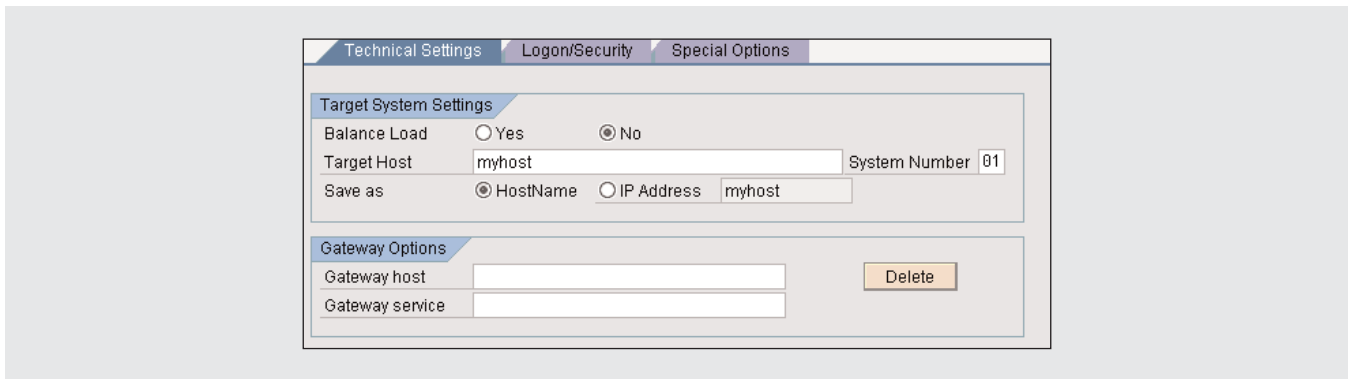 Technical Settings Logon/Security Special Options
Target System Settings
Balance Load Yes No
Target Host myhost System Number 01
Save as HostName IP Address myhost
Gateway Options
Gateway host Delete
Gateway service